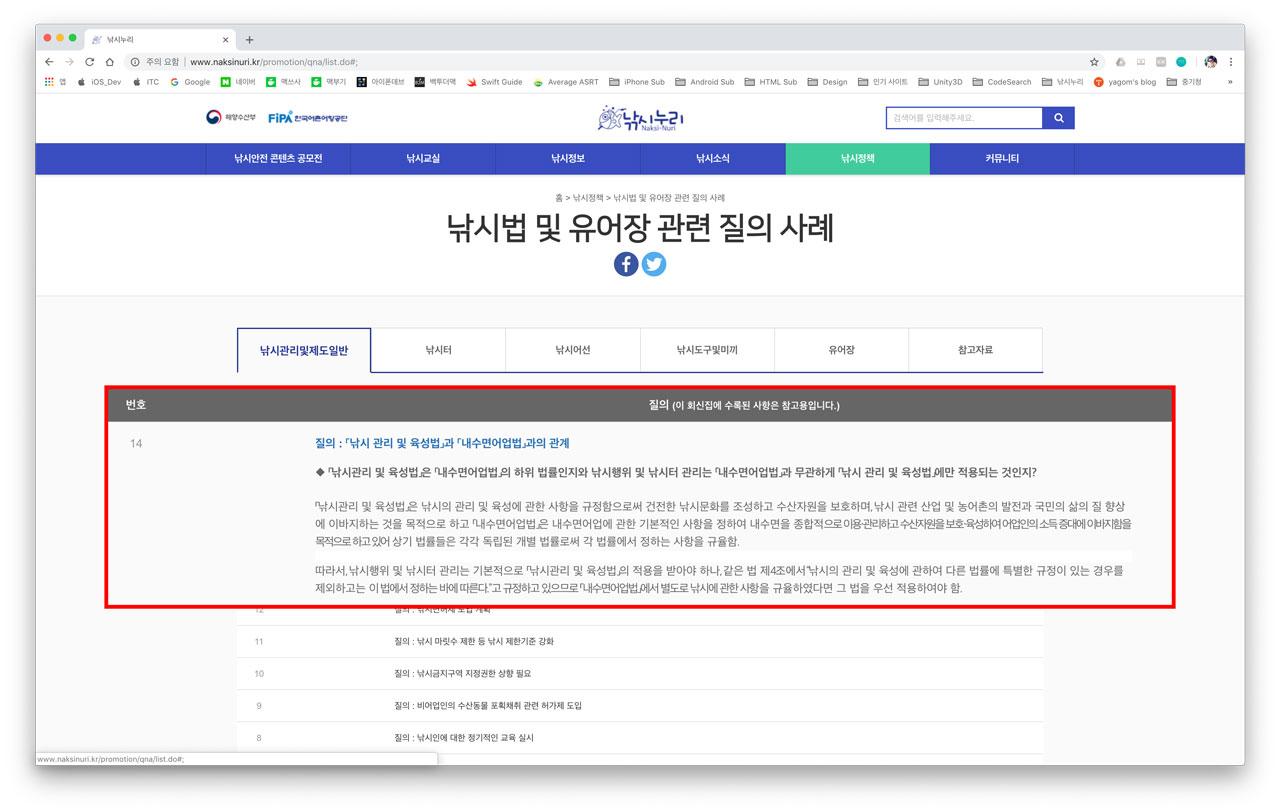 낚시누리
주의 요함 | www.naksinuri.kr/promotion/qna/list.do#;
앱 iOS_Dev ITC Google 네이버 맥쓰사 맥부기 아이폰데브 백투더맥 Swift Guide Average ASRT iPhone Sub Android Sub HTML Sub Design 인기 사이트 Unity3D CodeSearch 낚시누리 yagom's blog 중기청 »
해양수산부 FIPA 한국어촌어항공단 낚시누리 Naksi-Nuri 검색어를 입력해주세요.
낚시안전 콘텐츠 공모전 낚시교실 낚시정보 낚시소식 낚시정책 커뮤니티
홈 > 낚시정책 > 낚시법 및 유어장 관련 질의 사례
낚시법 및 유어장 관련 질의 사례
낚시관리및제도일반 낚시터 낚시어선 낚시도구및미끼 유어장 참고자료
번호 질의 (이 회신집에 수록된 사항은 참고용입니다.)
14 질의 : 「낚시 관리 및 육성법」과 「내수면어업법」과의 관계
◆ 「낚시관리 및 육성법」은 「내수면어업법」의 하위 법률인지와 낚시행위 및 낚시터 관리는 「내수면어업법」과 무관하게 「낚시 관리 및 육성법」에만 적용되는 것인지?
「낚시관리 및 육성법」은 낚시의 관리 및 육성에 관한 사항을 규정함으로써 건전한 낚시문화를 조성하고 수산자원을 보호하며, 낚시 관련 산업 및 농어촌의 발전과 국민의 삶의 질 향상
에 이바지하는 것을 목적으로 하고 「내수면어업법」은 내수면어업에 관한 기본적인 사항을 정하여 내수면을 종합적으로 이용·관리하고 수산자원을 보호·육성하여 어업인의 소득 증대에 이바지함을
목적으로 하고 있어 상기 법률들은 각각 독립된 개별 법률로써 각 법률에서 정하는 사항을 규율함.
따라서, 낚시행위 및 낚시터 관리는 기본적으로 「낚시관리 및 육성법」의 적용을 받아야 하나, 같은 법 제4조에서 "낚시의 관리 및 육성에 관하여 다른 법률에 특별한 규정이 있는 경우를
제외하고는 이 법에서 정하는 바에 따른다."고 규정하고 있으므로 「내수면어업법」에서 별도로 낚시에 관한 사항을 규율하였다면 그 법을 우선 적용하여야 함.
12 질의 : 낚시면허제 도입 계획
11 질의 : 낚시 마릿수 제한 등 낚시 제한기준 강화
10 질의 : 낚시금지구역 지정권한 상향 필요
9 질의 : 비어업인의 수산동물 포획채취 관련 허가제 도입
8 질의 : 낚시인에 대한 정기적인 교육 실시
www.naksinuri.kr/promotion/qna/list.do#;